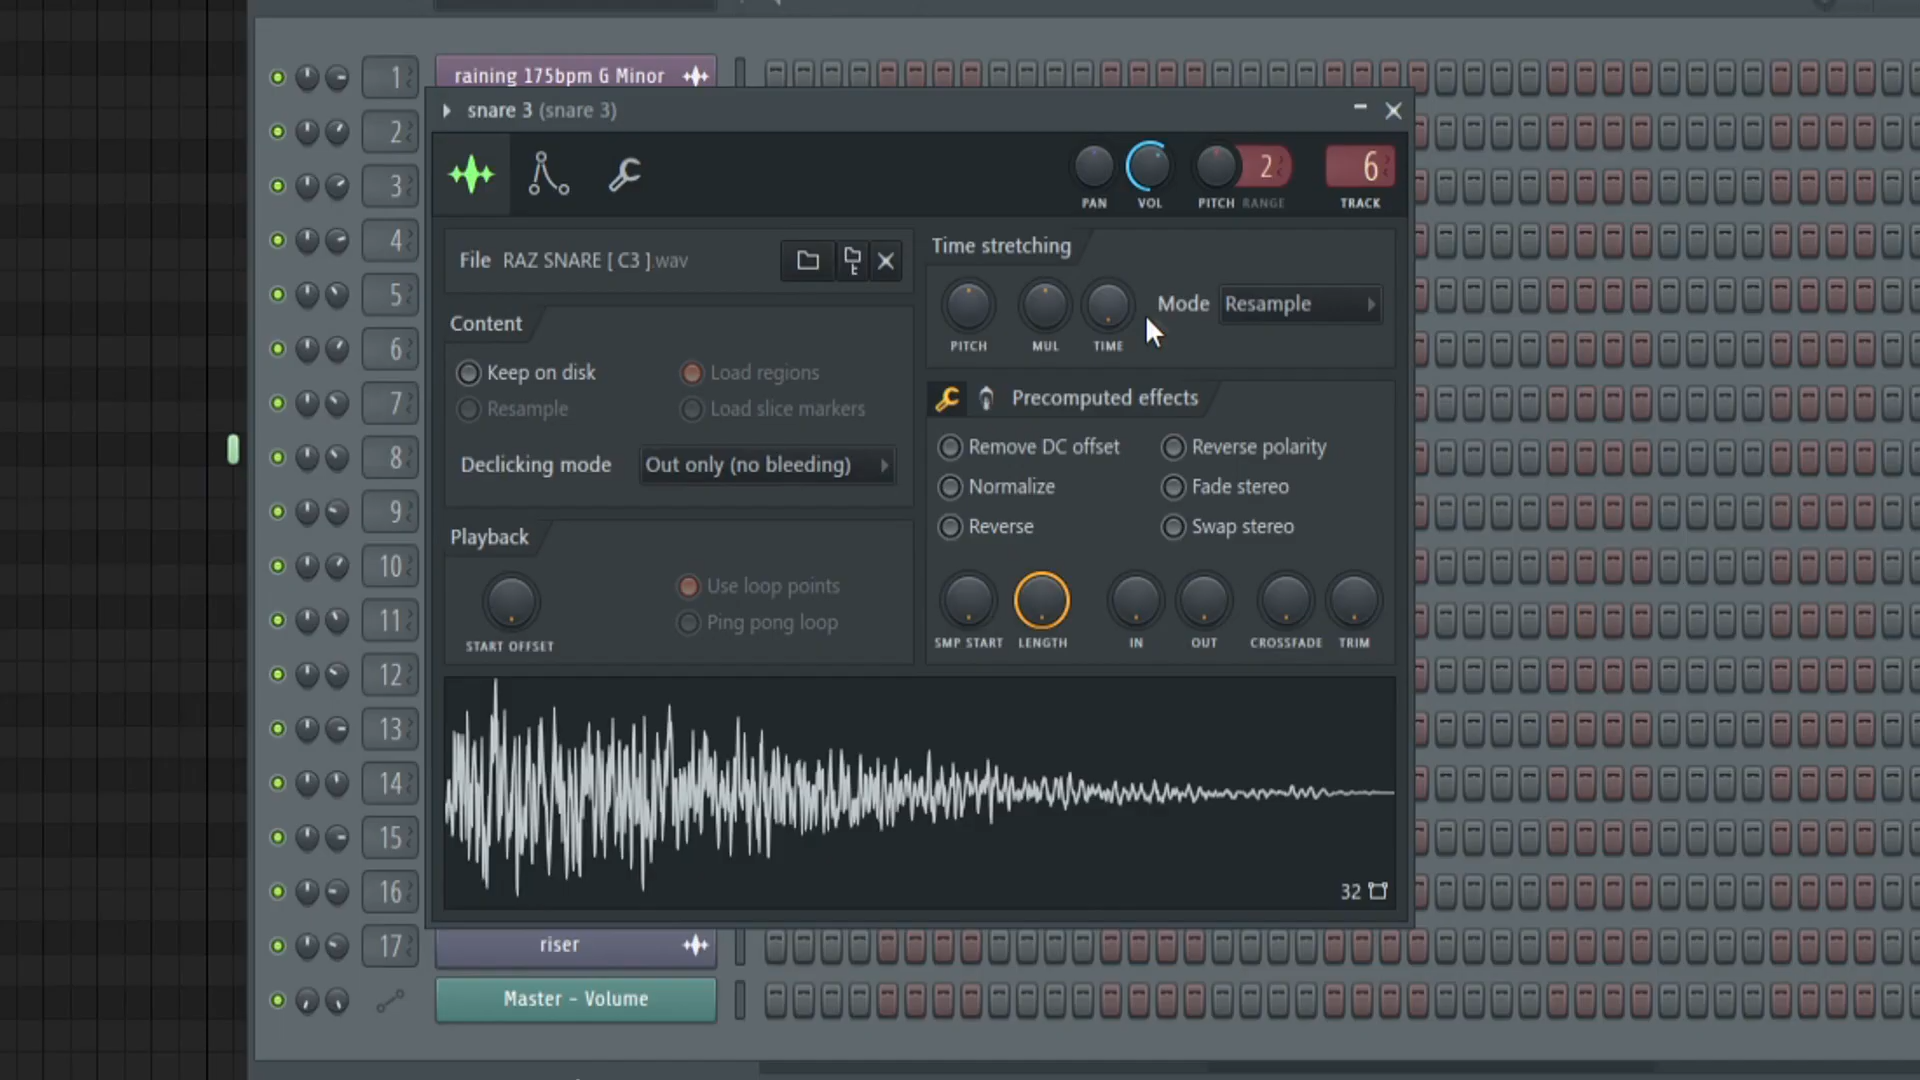 1 raining 175bpm G Minor
snare 3 (snare 3)
2
3
4
5
6
7
8
9
10
11
12
13
14
15
16
17 riser
Master - Volume
2 6
PAN VOL PITCH RANGE TRACK
File RAZ SNARE [ C3 ].wav
Content
Keep on disk Load regions
Resample Load slice markers
Declicking mode Out only (no bleeding)
Playback
Use loop points
Ping pong loop
START OFFSET
Time stretching
Mode Resample
PITCH MUL TIME
Precomputed effects
Remove DC offset Reverse polarity
Normalize Fade stereo
Reverse Swap stereo
SMP START LENGTH IN OUT CROSSFADE TRIM
32